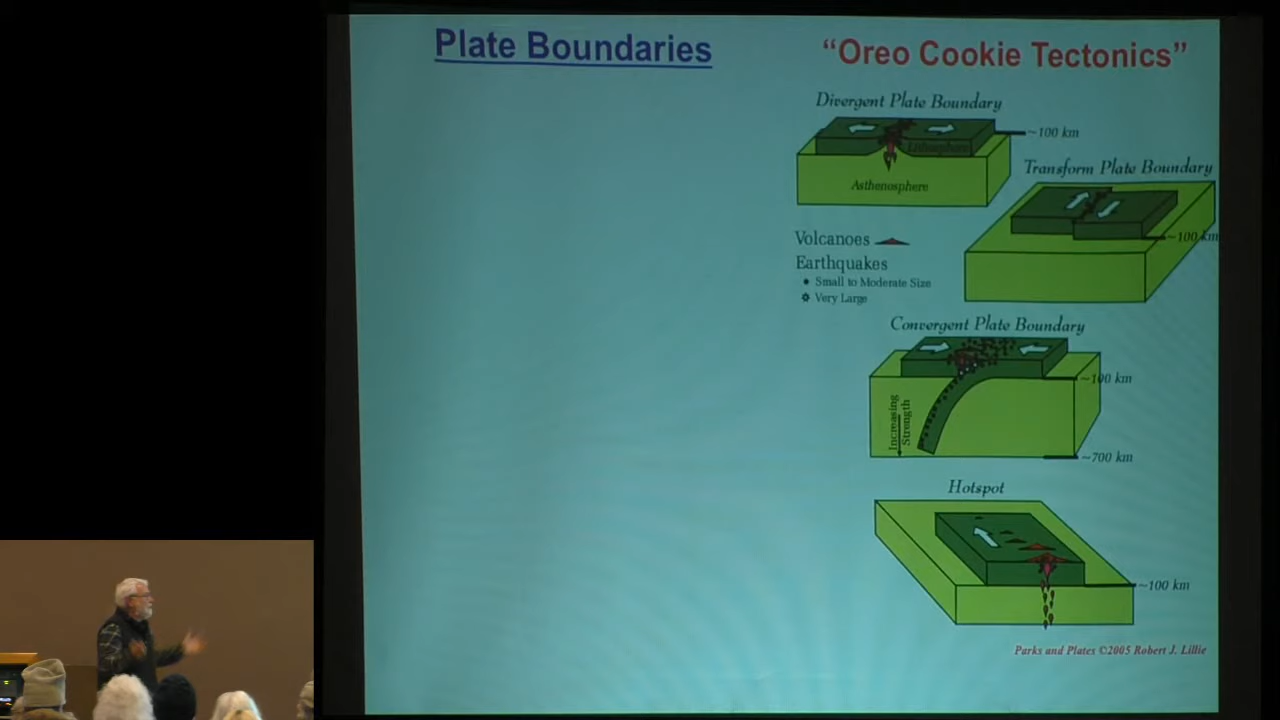 Plate Boundaries
“Oreo Cookie Tectonics”
Divergent Plate Boundary
~100 km
Lithosphere
Asthenosphere
Transform Plate Boundary
~100 km
Volcanoes
Earthquakes
• Small to Moderate Size
Very Large
Convergent Plate Boundary
~100 km
Increasing
Strength
~700 km
Hotspot
~100 km
Parks and Plates ©2005 Robert J. Lillie